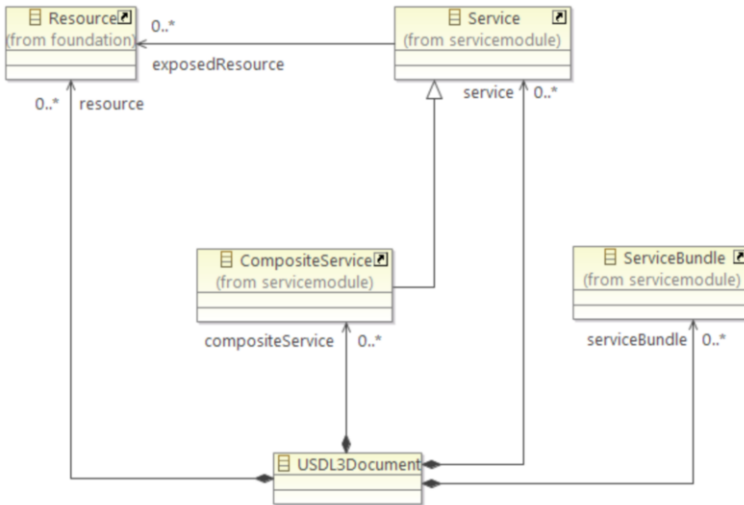 Resource
(from foundation)
0..*
exposedResource
Service
(from servicemodule)
0..* resource
service 0..*
CompositeService
(from servicemodule)
ServiceBundle
(from servicemodule)
compositeService 0..*
serviceBundle 0..*
USDL3Document